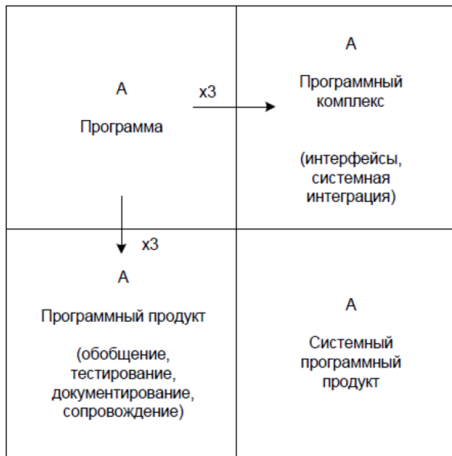 А
Программа
x3
А
Программный
комплекс
(интерфейсы,
системная
интеграция)
x3
А
Программный продукт
(обобщение,
тестирование,
документирование,
сопровождение)
А
Системный
программный
продукт